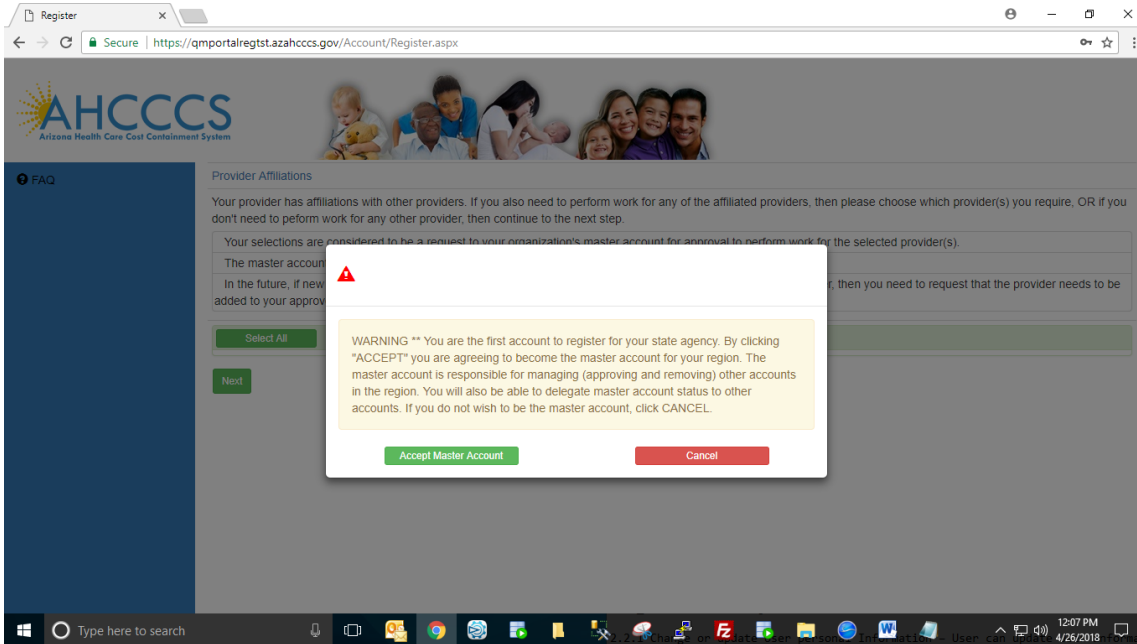 Register
Secure | https://qmportalregtst.azahcccs.gov/Account/Register.aspx
AHCCCS
Arizona Health Care Cost Containment System
FAQ
Provider Affiliations
Your provider has affiliations with other providers. If you also need to perform work for any of the affiliated providers, then please choose which provider(s) you require, OR if you
don't need to peform work for any other provider, then continue to the next step.
Your selections are considered to be a request to your organization's master account for approval to perform work for the selected provider(s).
The master accoun
In the future, if new r, then you need to request that the provider needs to be
added to your approv
Select All
Next
WARNING ** You are the first account to register for your state agency. By clicking
"ACCEPT" you are agreeing to become the master account for your region. The
master account is responsible for managing (approving and removing) other accounts
in the region. You will also be able to delegate master account status to other
accounts. If you do not wish to be the master account, click CANCEL.
Accept Master Account
Cancel
Type here to search
12:07 PM
4/26/2018